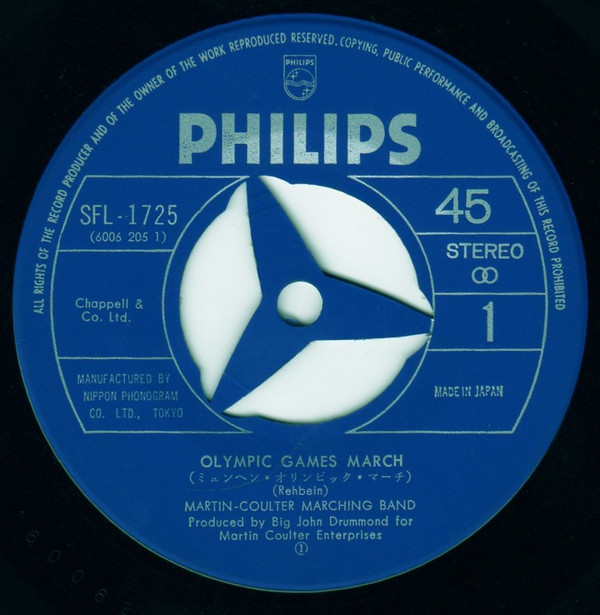 ALL RIGHTS OF THE RECORD PRODUCER AND OF THE OWNER OF THE WORK REPRODUCED RESERVED. COPYING, PUBLIC PERFORMANCE AND BROADCASTING OF THIS RECORD PROHIBITED
PHILIPS
PHILIPS
SFL-1725
(6006 205 1)
45
STEREO
1
Chappell &
Co. Ltd.
MANUFACTURED BY
NIPPON PHONOGRAM
CO. LTD., TOKYO
MADE IN JAPAN
OLYMPIC GAMES MARCH
(ミュンヘン・オリンピック・マーチ)
(Rehbein)
MARTIN-COULTER MARCHING BAND
Produced by Big John Drummond for
Martin Coulter Enterprises
①